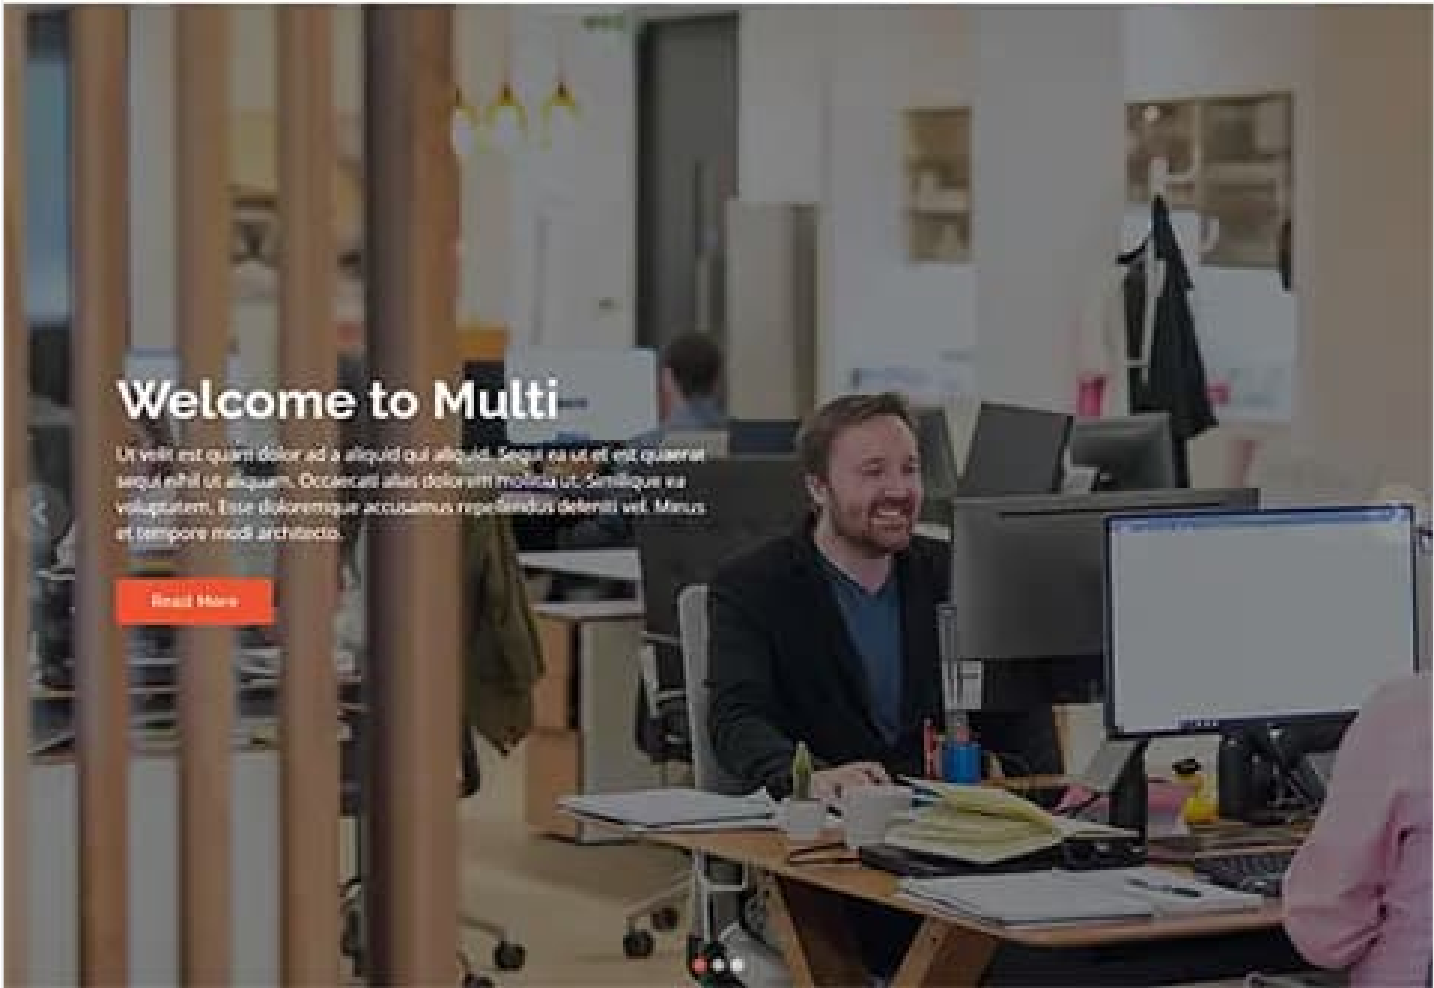 Welcome to Multi
Ut velit est quam dolor ad a aliquid qui aliquid. Sequi ea ut et est quaerat
sequi nihil ut aliquam. Occaecati alias dolorem mollitia ut. Similique ea
voluptatem. Esse doloremque accusamus repellendus deleniti vel. Minus
et tempore modi architecto.
Read More